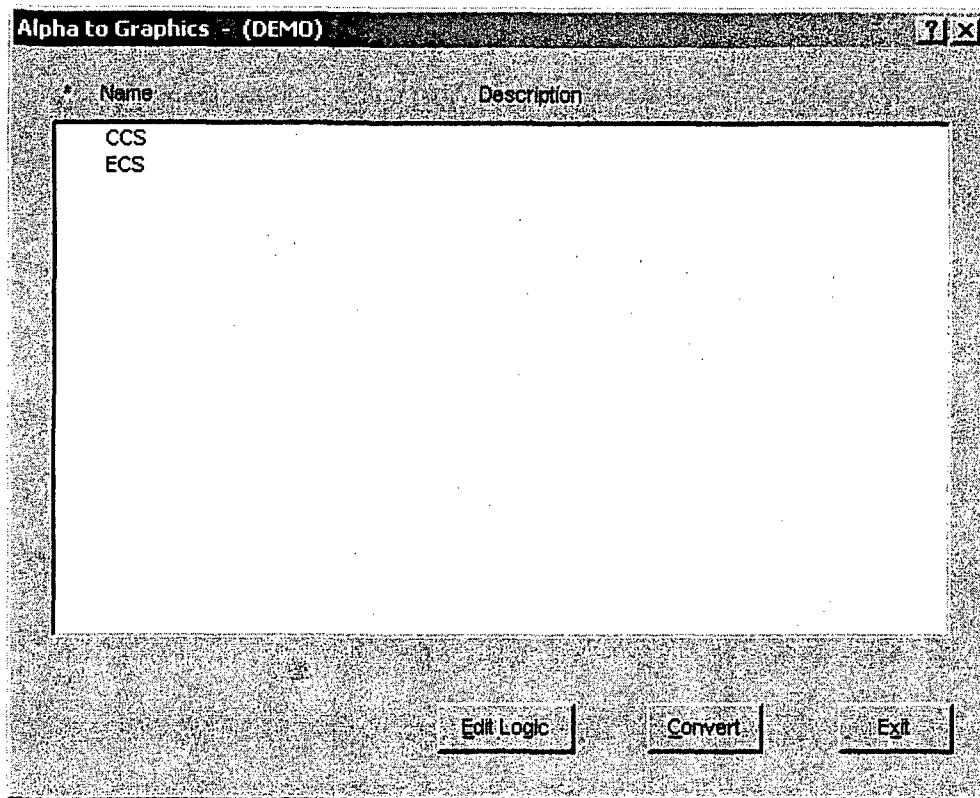 Alpha to Graphics - (DEMO) ? X
* Name Description
CCS
ECS
Edit Logic Convert Exit